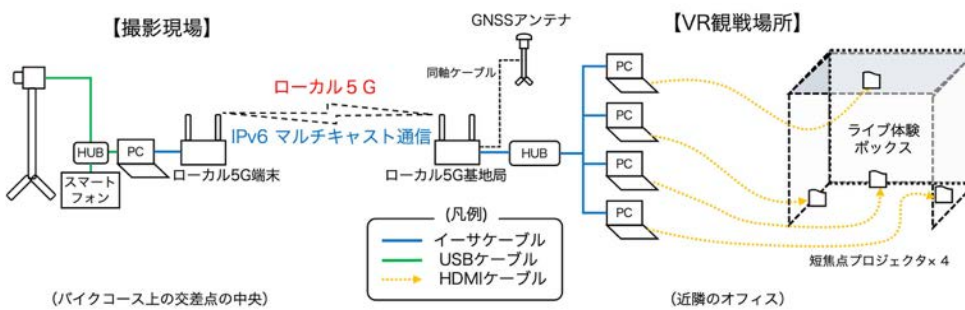 【撮影現場】
GNSSアンテナ
【VR観戦場所】
同軸ケーブル
ローカル5G
IPv6 マルチキャスト通信
HUB
PC
スマート
フォン
ローカル5G端末
ローカル5G基地局
HUB
PC
PC
PC
PC
ライブ体験
ボックス
短焦点プロジェクタ×4
(凡例)
イーサケーブル
USBケーブル
HDMIケーブル
(バイクコース上の交差点の中央)
(近隣のオフィス)